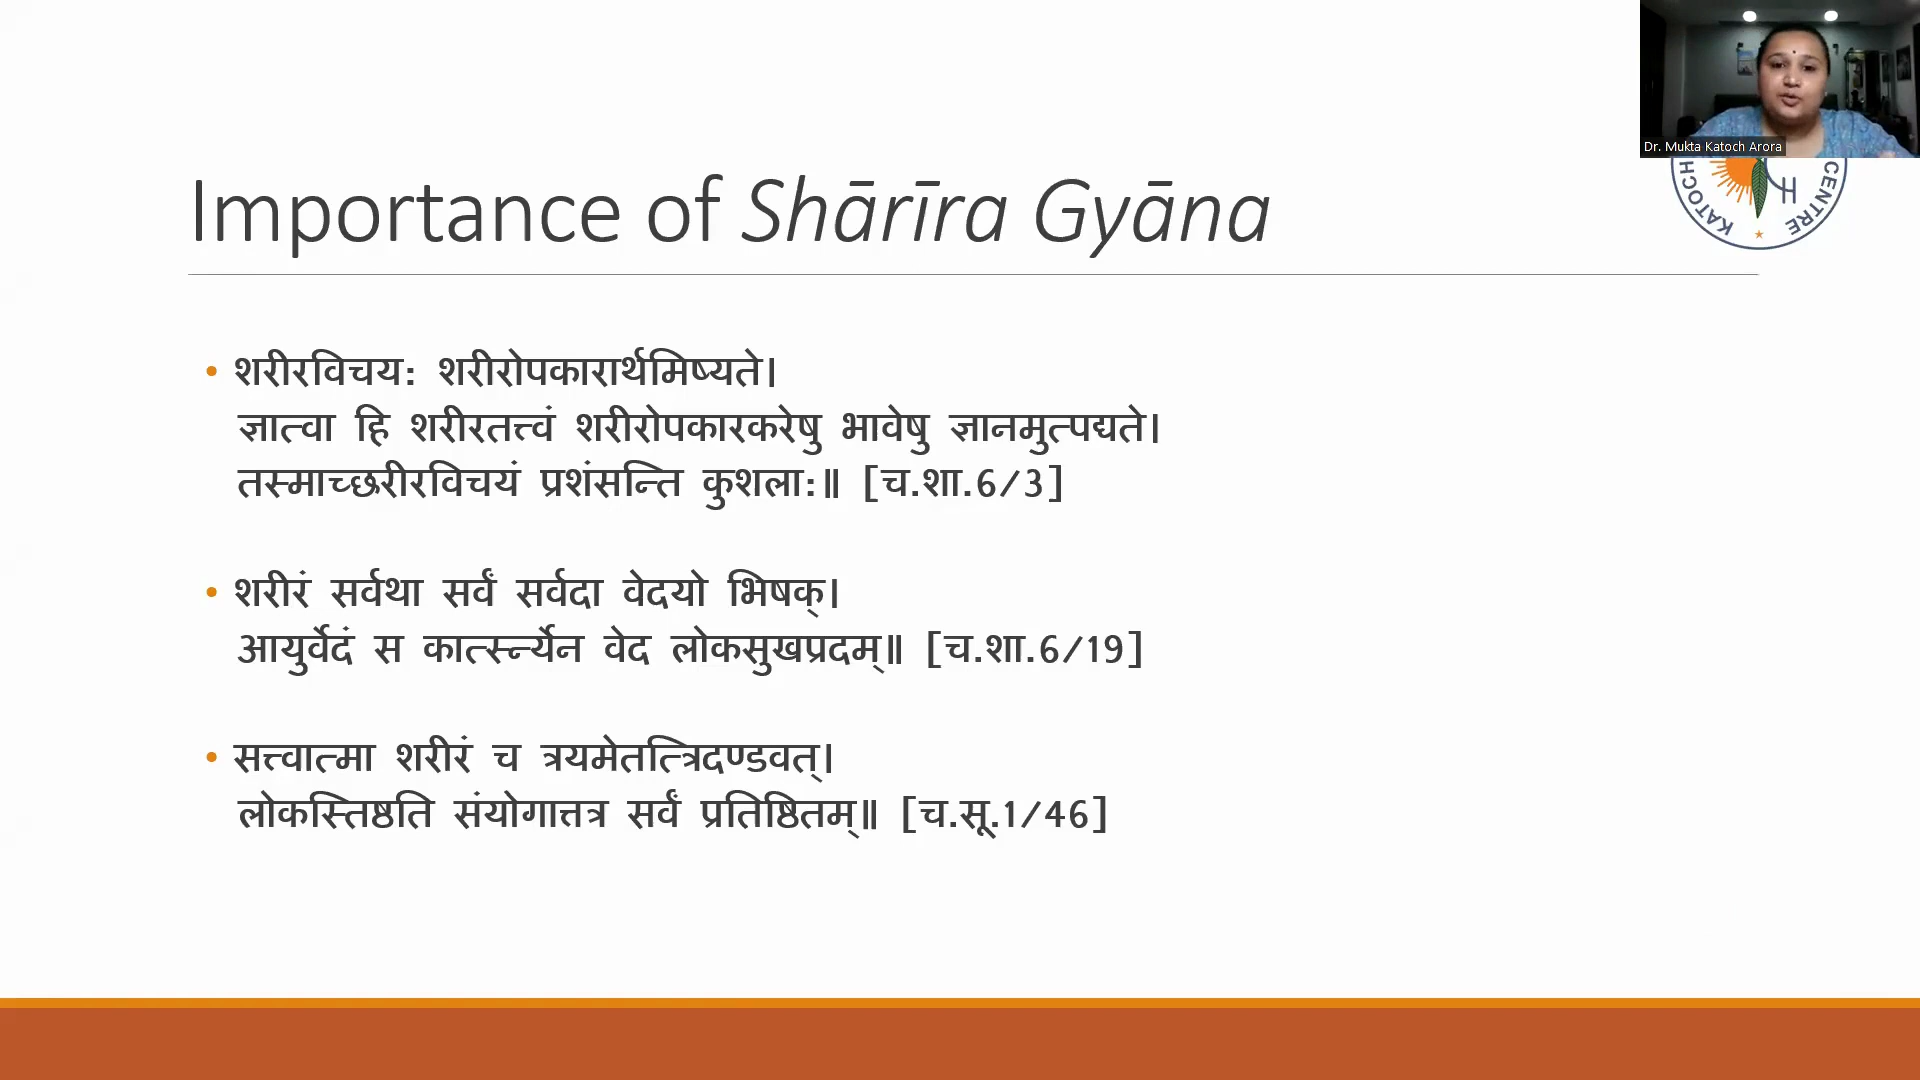 Dr. Mukta Katoch Arora
KATOCH H CENTRE
Importance of Shārīra Gyāna
• शरीरविचयः शरीरोपकारार्थमिष्यते।
ज्ञात्वा हि शरीरतत्त्वं शरीरोपकारकरेषु भावेषु ज्ञानमुत्पद्यते।
तस्माच्छरीरविचयं प्रशंसन्ति कुशलाः॥ [च.शा.6/3]
• शरीरं सर्वथा सर्वं सर्वदा वेदयो भिषक्।
आयुर्वेदं स कार्त्स्न्येन वेद लोकसुखप्रदम्॥ [च.शा.6/19]
• सत्त्वात्मा शरीरं च त्रयमेतत्त्रिदण्डवत्।
लोकस्तिष्ठति संयोगात्तत्र सर्वं प्रतिष्ठितम्॥ [च.सू.1/46]